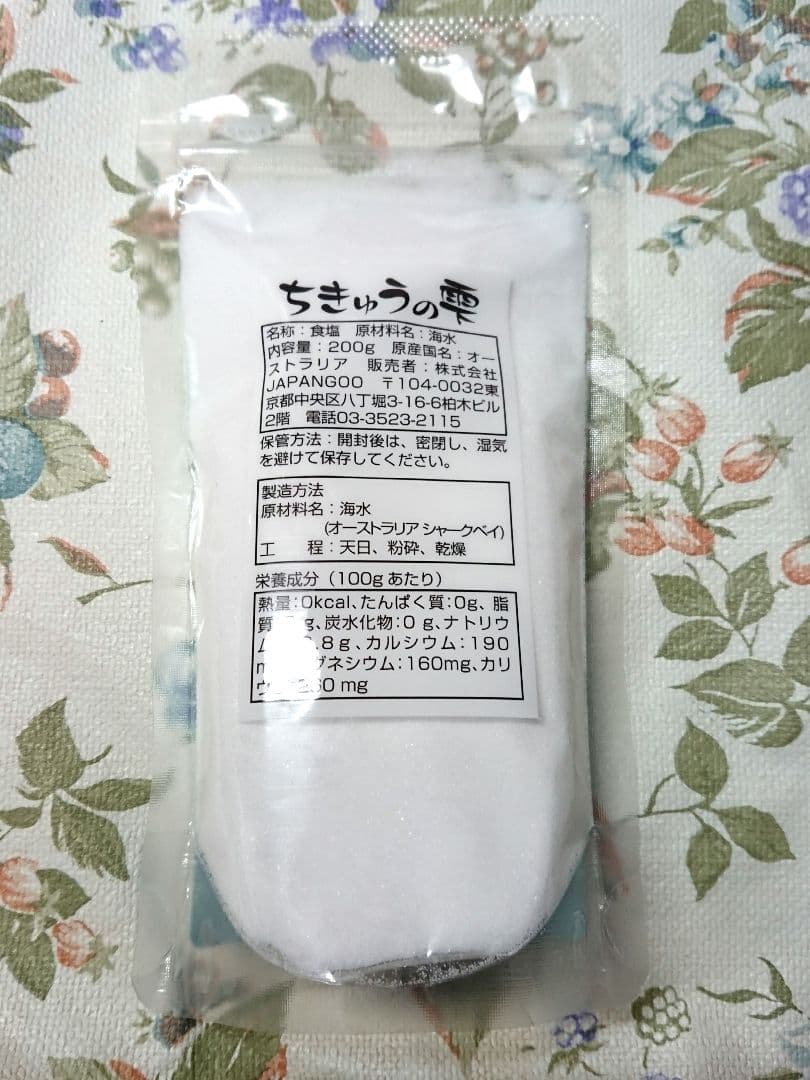 ちきゅうの雫
名称：食塩　原材料名：海水
内容量：200g　原産国名：オー
ストラリア　販売者：株式会社
JAPANGOO　〒104-0032東
京都中央区八丁堀3-16-6柏木ビル
2階　電話03-3523-2115
保管方法：開封後は、密閉し、湿気
を避けて保存してください。
製造方法
原材料名：海水
(オーストラリア シャークベイ)
工　程：天日、粉砕、乾燥
栄養成分（100gあたり）
熱量：0kcal、たんぱく質：0g、脂
質 g、炭水化物：0 g、ナトリウ
ム .8g、カルシウム：190
グネシウム：160mg、カリ
ウ 0 mg